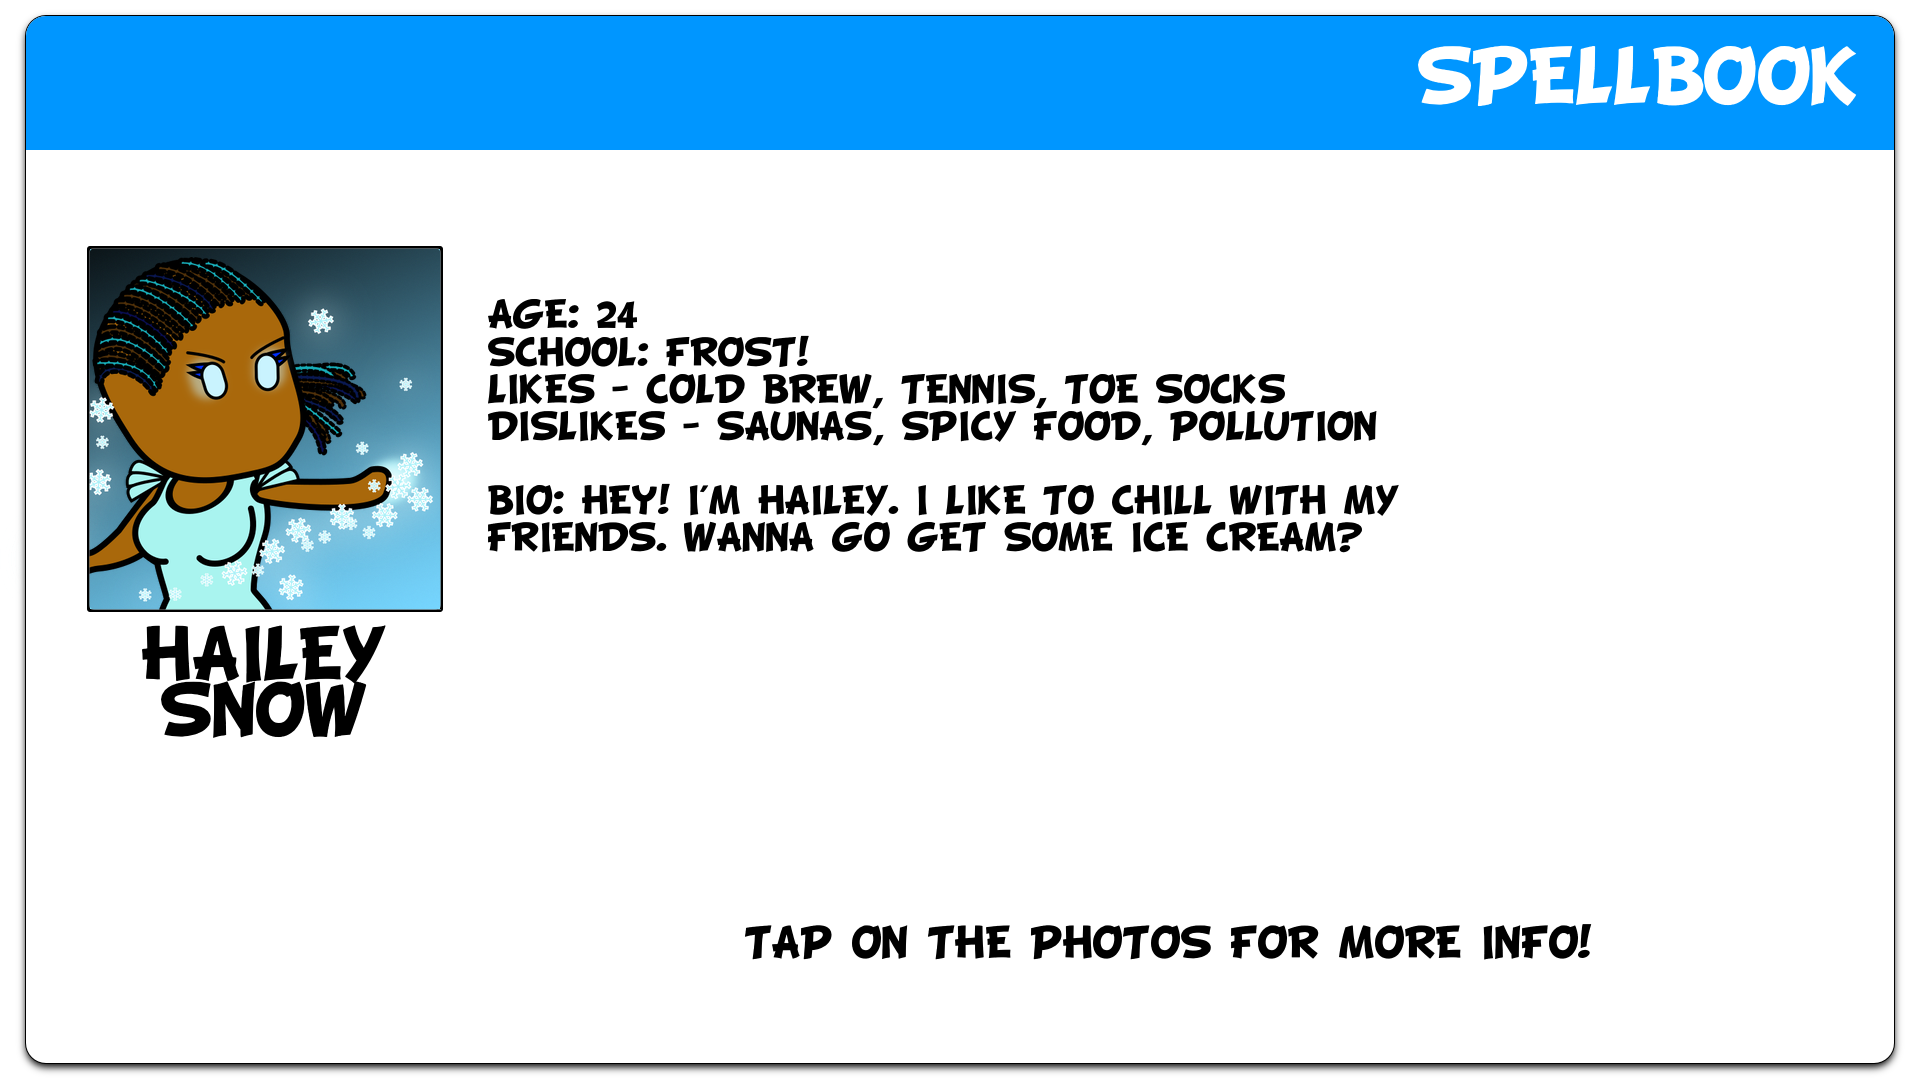 SPELLBOOK
AGE: 24
SCHOOL: FROST!
LIKES - COLD BREW, TENNIS, TOE SOCKS
DISLIKES - SAUNAS, SPICY FOOD, POLLUTION
BIO: HEY! I'M HAILEY. I LIKE TO CHILL WITH MY
FRIENDS. WANNA GO GET SOME ICE CREAM?
HAILEY
SNOW
TAP ON THE PHOTOS FOR MORE INFO!